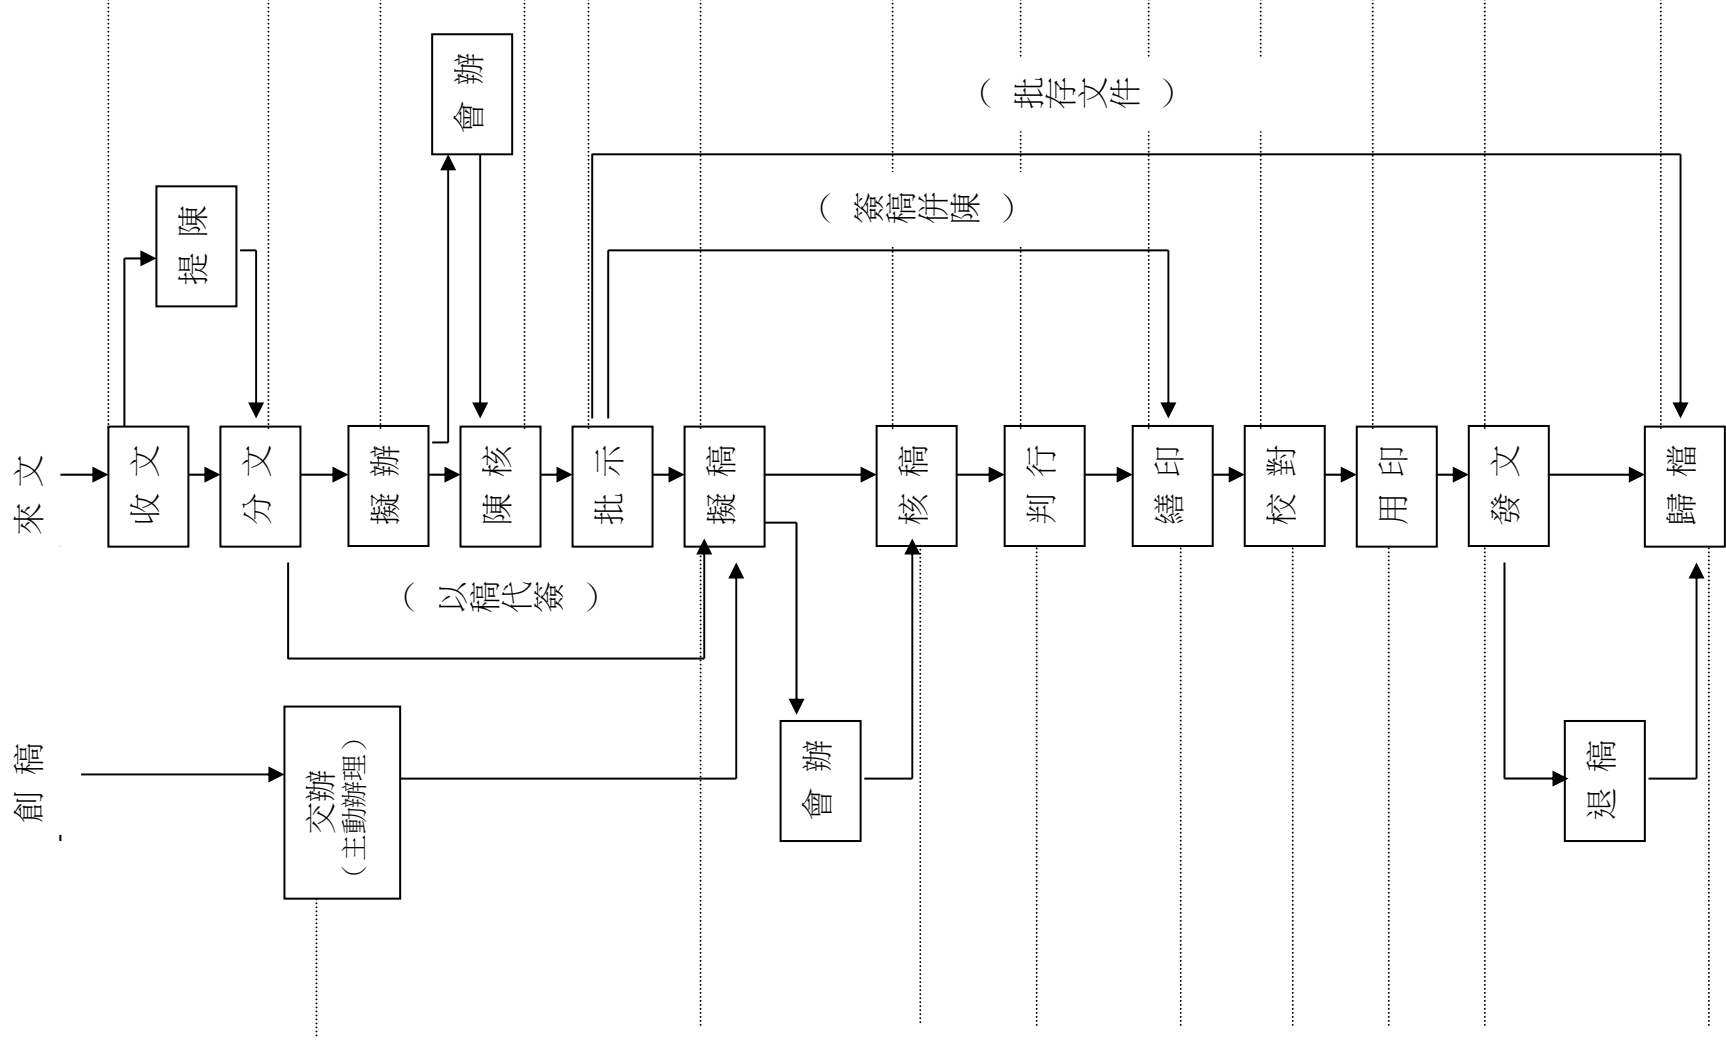 來文
創稿
收文
提陳
分文
擬辦
會辦
陳核
批示
擬稿
核稿
判行
繕印
校對
用印
發文
歸檔
（批存文件）
（簽稿併陳）
（以稿代簽）
交辦
（主動辦理）
會辦
退稿